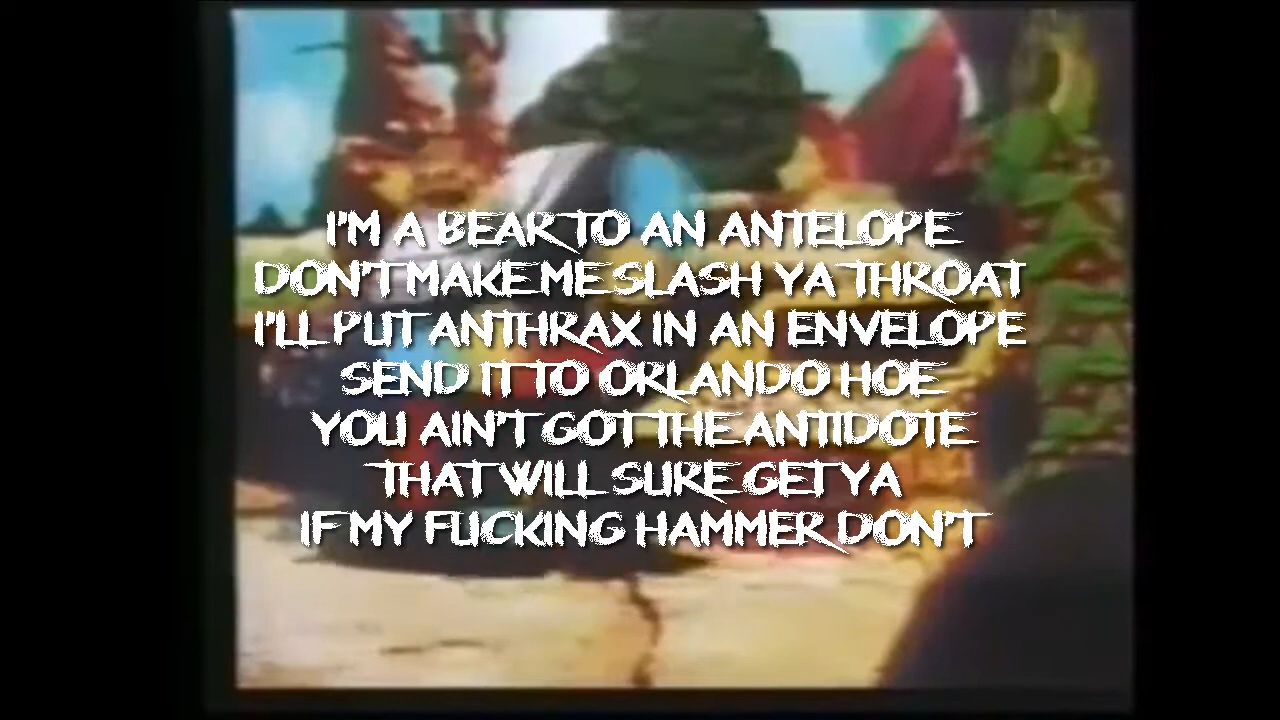 I'M A BEAR TO AN ANTELOPE
DON'T MAKE ME SLASH YA THROAT
I'LL PUT ANTHRAX IN AN ENVELOPE
SEND IT TO ORLANDO HOE
YOU AIN'T GOT THE ANTIDOTE
THAT WILL SURE GET YA
IF MY FUCKING HAMMER DON'T